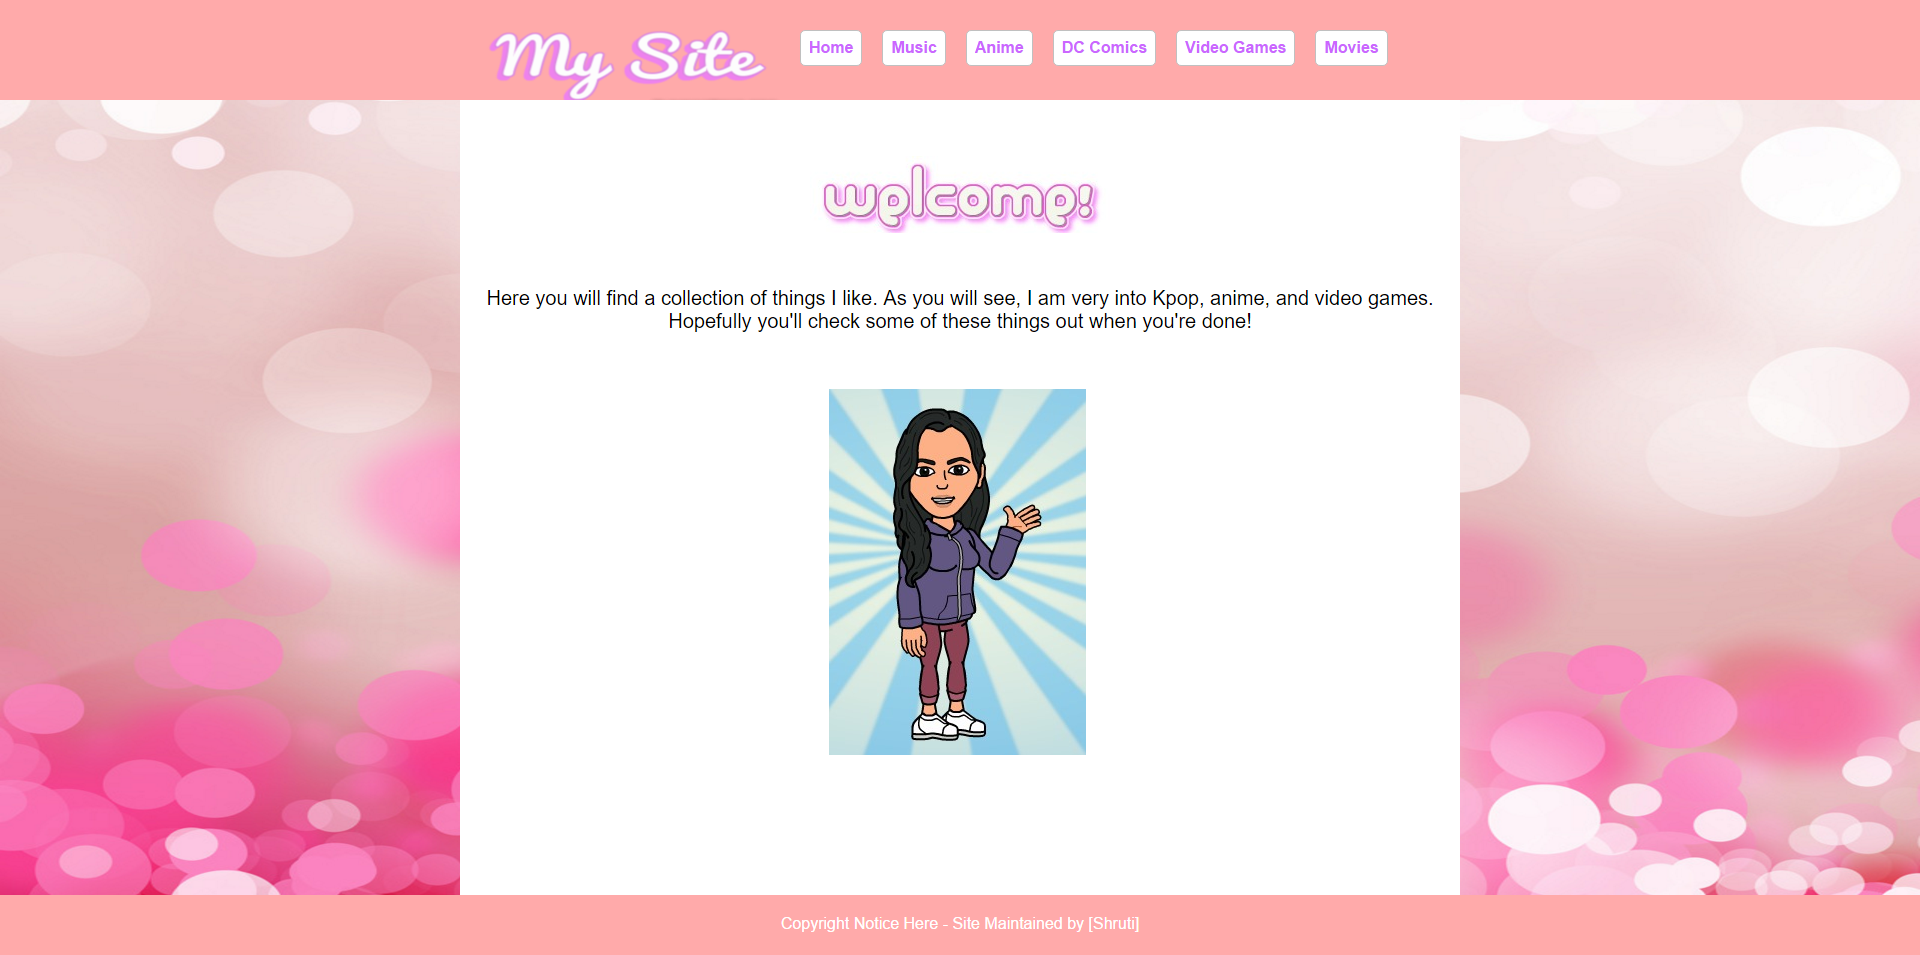 My Site
Home
Music
Anime
DC Comics
Video Games
Movies
welcome!
Here you will find a collection of things I like. As you will see, I am very into Kpop, anime, and video games.
Hopefully you'll check some of these things out when you're done!
Copyright Notice Here - Site Maintained by [Shruti]